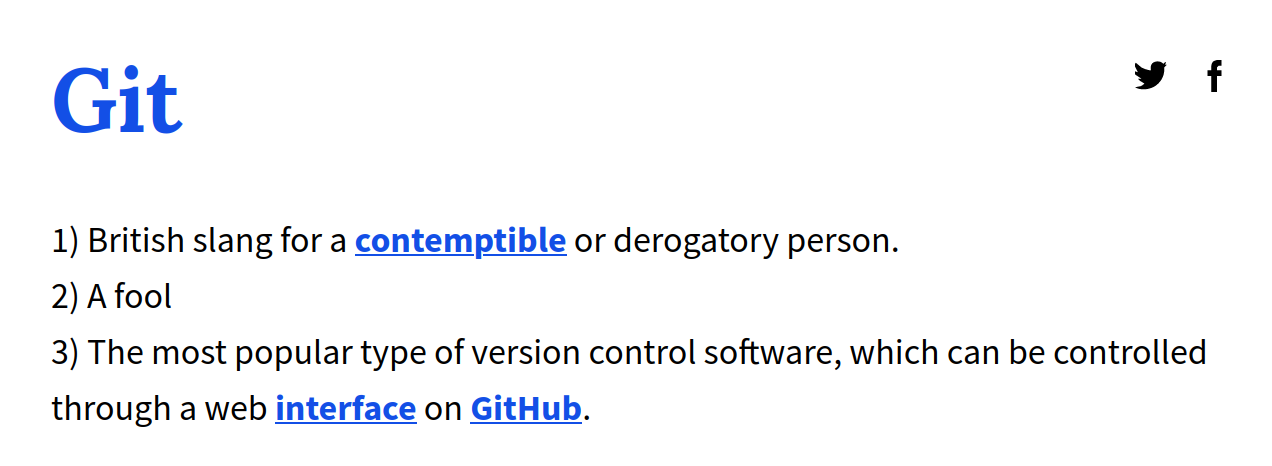 Git
1) British slang for a contemptible or derogatory person.
2) A fool
3) The most popular type of version control software, which can be controlled
through a web interface on GitHub.